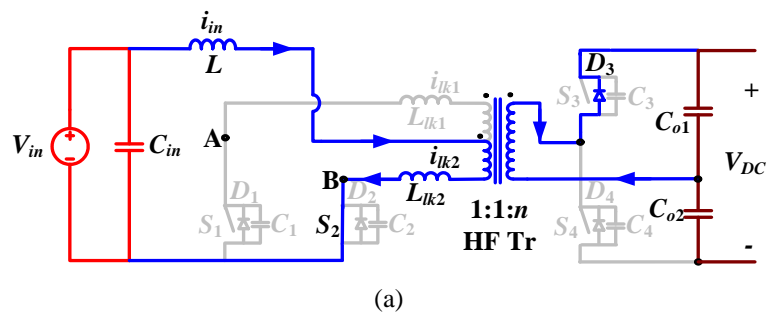 i_in
L
i_lk1
L_lk1
D_3
S_3
C_3
+
V_in
C_in
A
C_o1
V_DC
i_lk2
B
L_lk2
D_1
D_2
D_4
S_1
C_1
S_2
C_2
1:1:n
HF Tr
S_4
C_4
C_o2
-
(a)